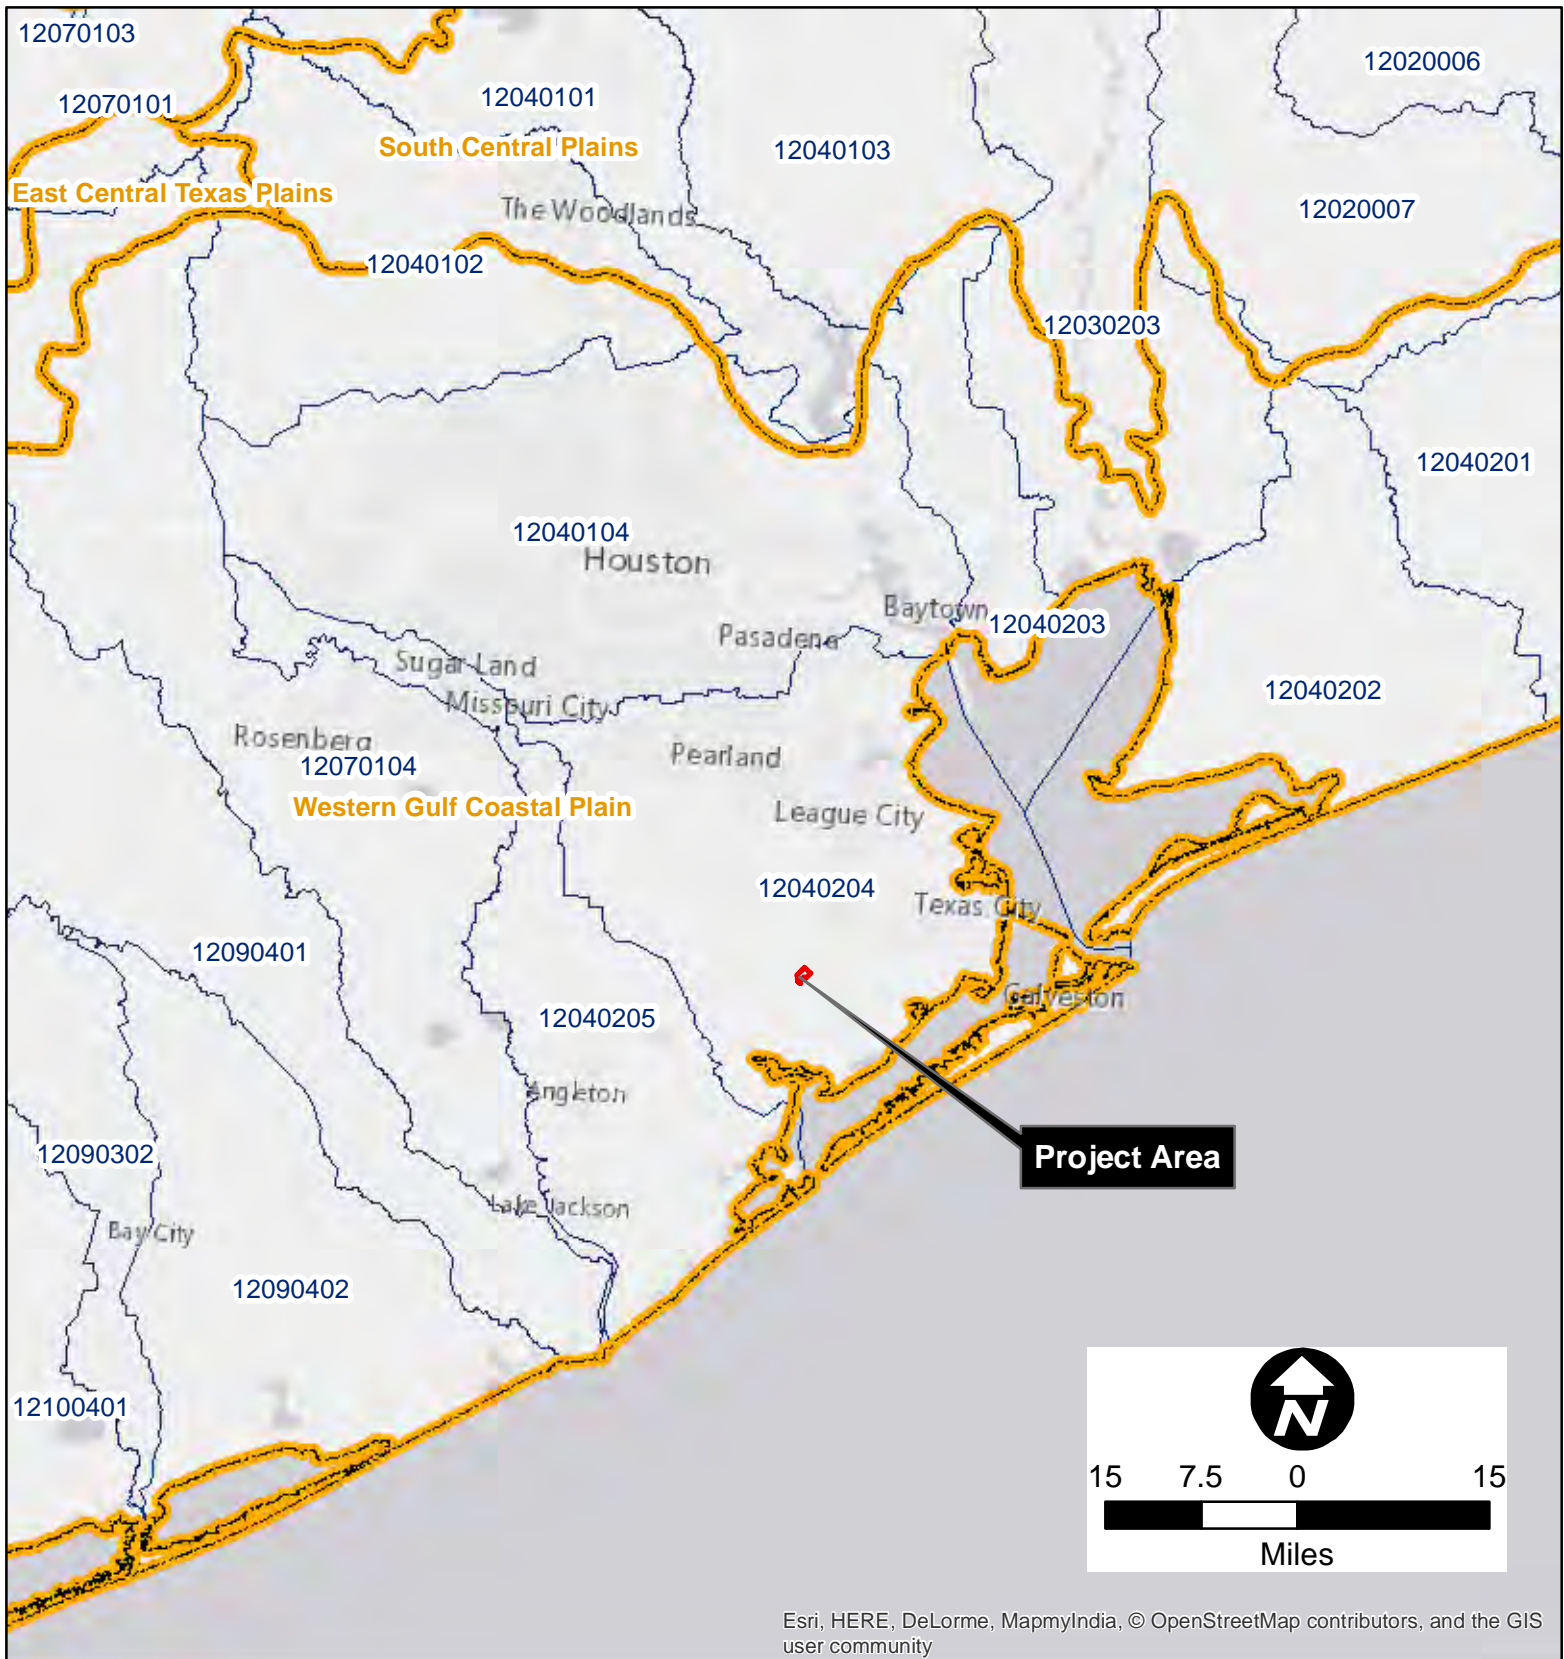 12070103
12020006
12070101
12040101
South Central Plains
12040103
East Central Texas Plains
The Woodlands
12020007
12040102
12030203
12040201
12040104
Houston
Baytown
12040203
Pasadena
Sugar Land
12040202
Missouri City
Rosenberg
Pearland
12070104
Western Gulf Coastal Plain
League City
12040204
Texas City
12090401
Galveston
12040205
Angleton
12090302
Project Area
Lake Jackson
Bay City
12090402
12100401
N
15 7.5 0 15
Miles
Esri, HERE, DeLorme, MapmyIndia, © OpenStreetMap contributors, and the GIS
user community